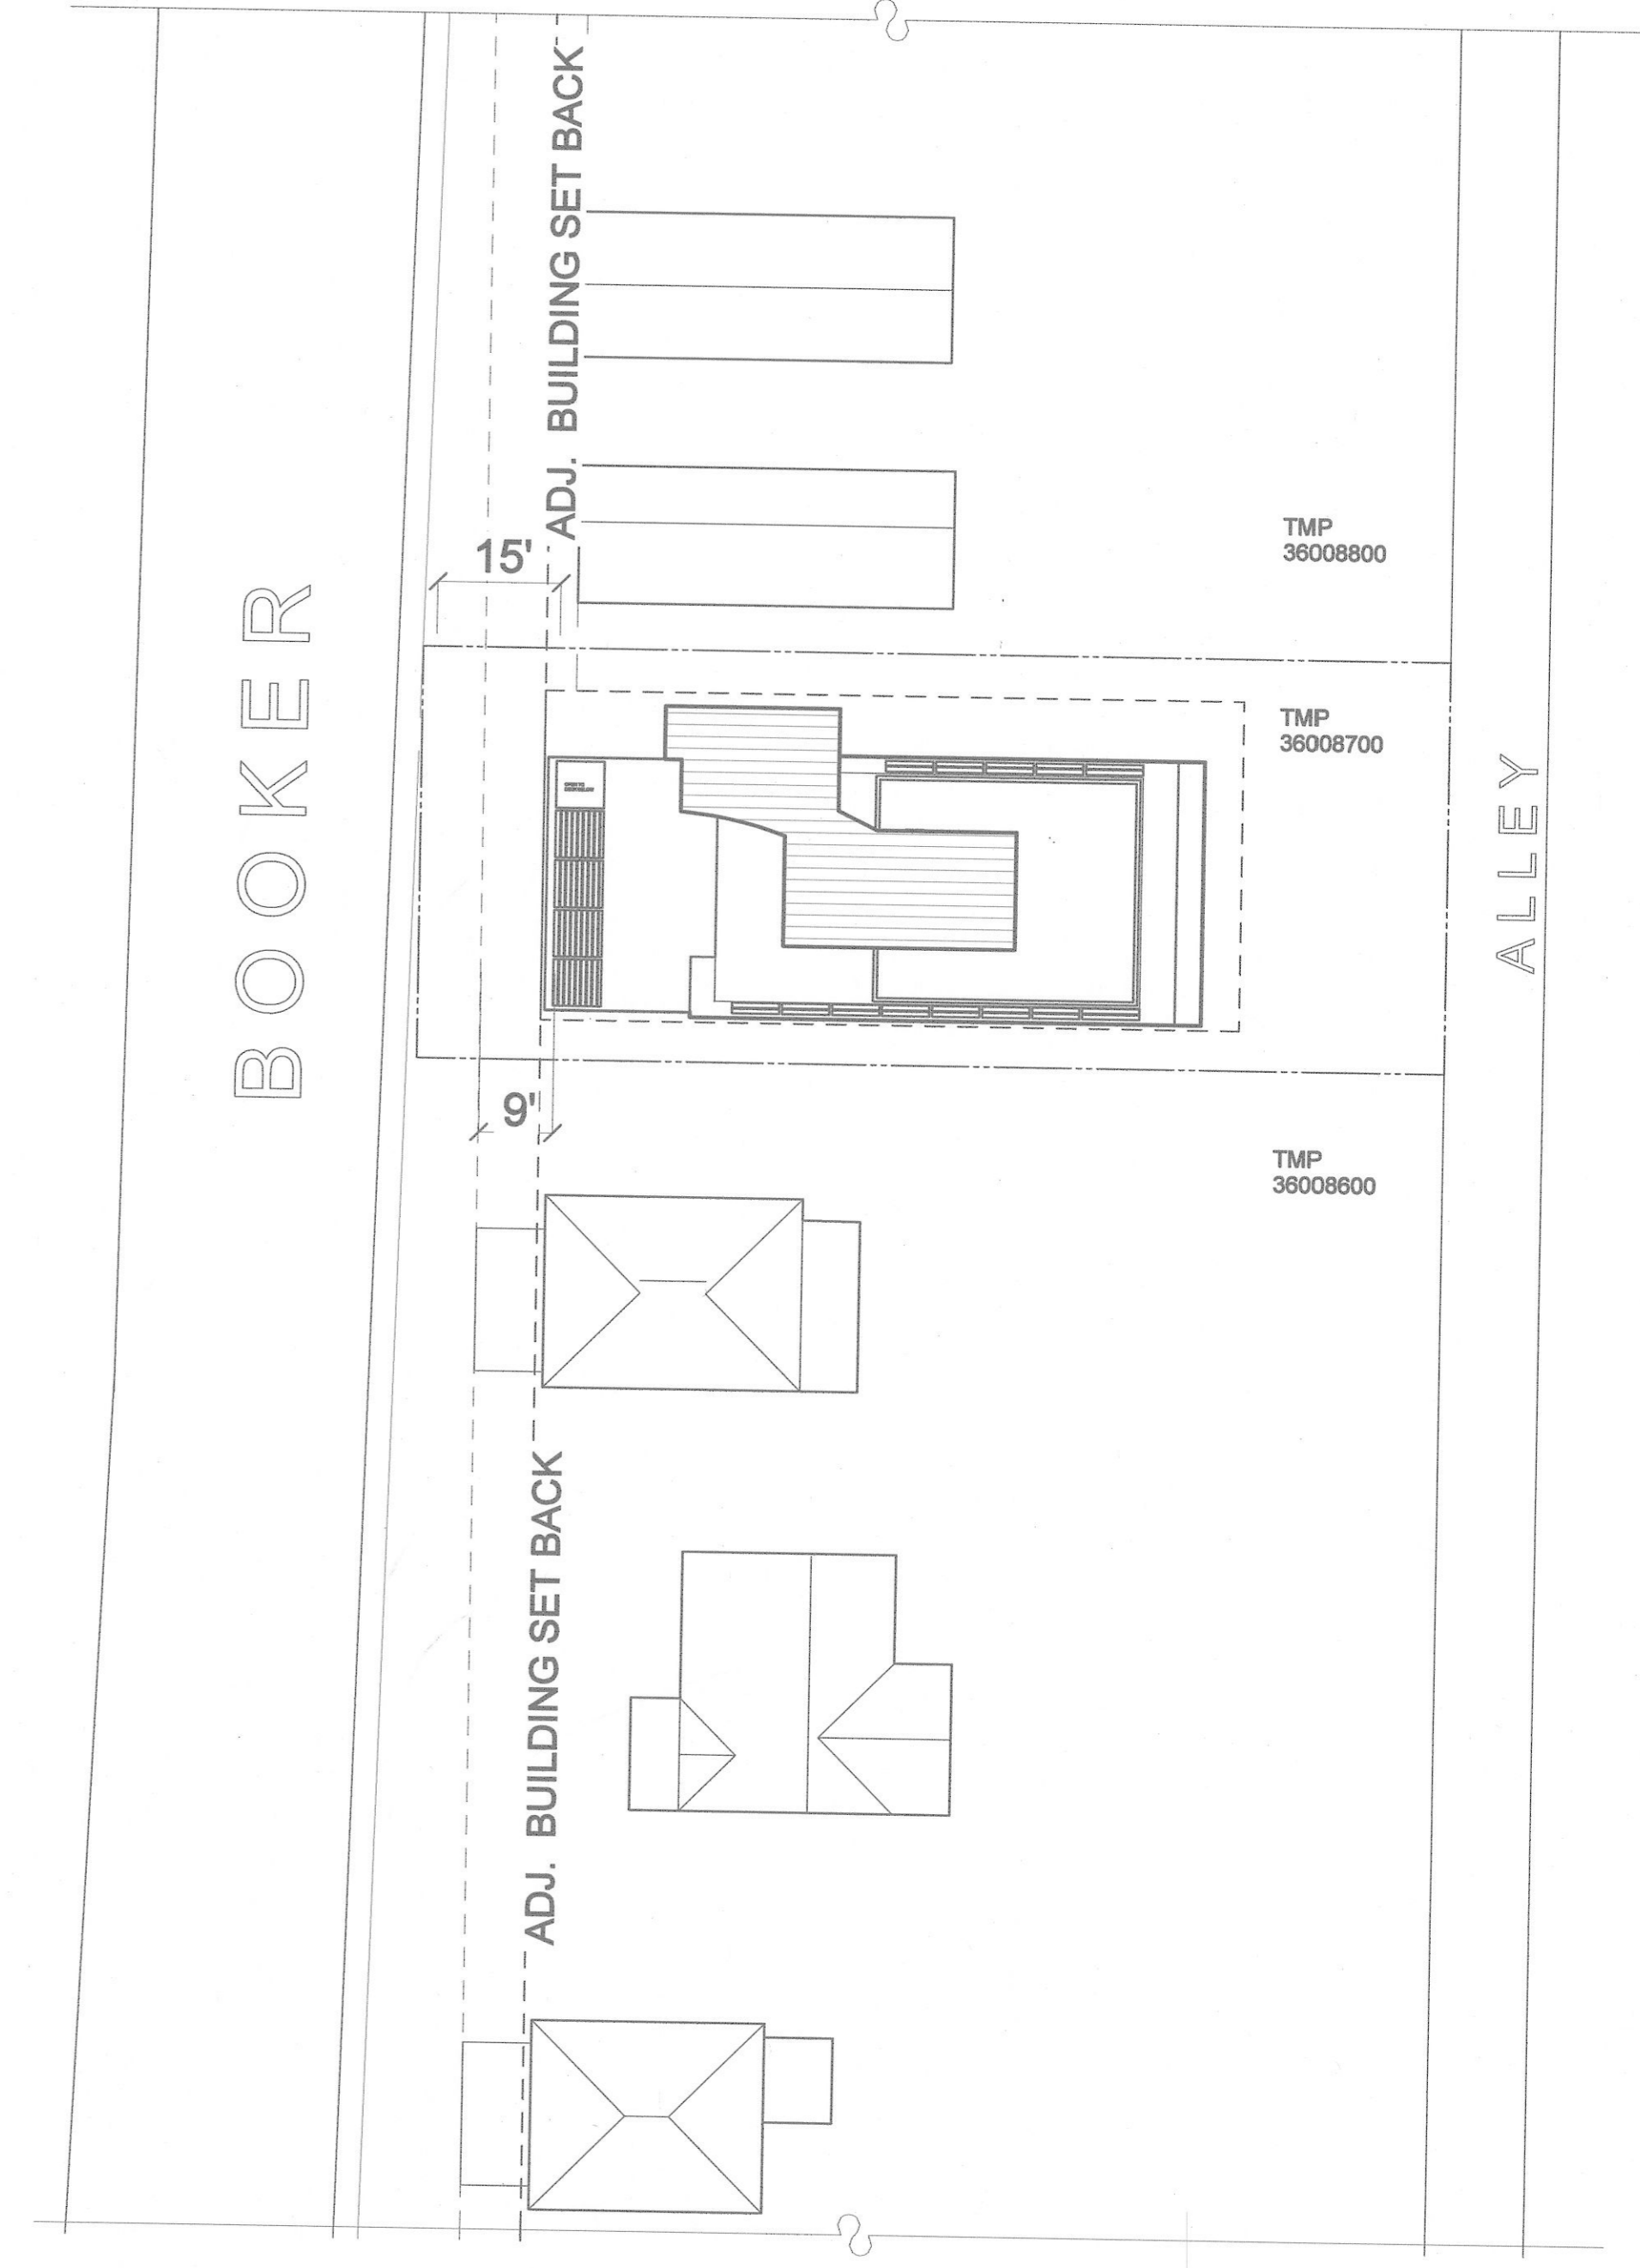 ADJ. BUILDING SET BACK
15'
TMP
36008800
BOOKER
TMP
36008700
ALLEY
9'
TMP
36008600
ADJ. BUILDING SET BACK